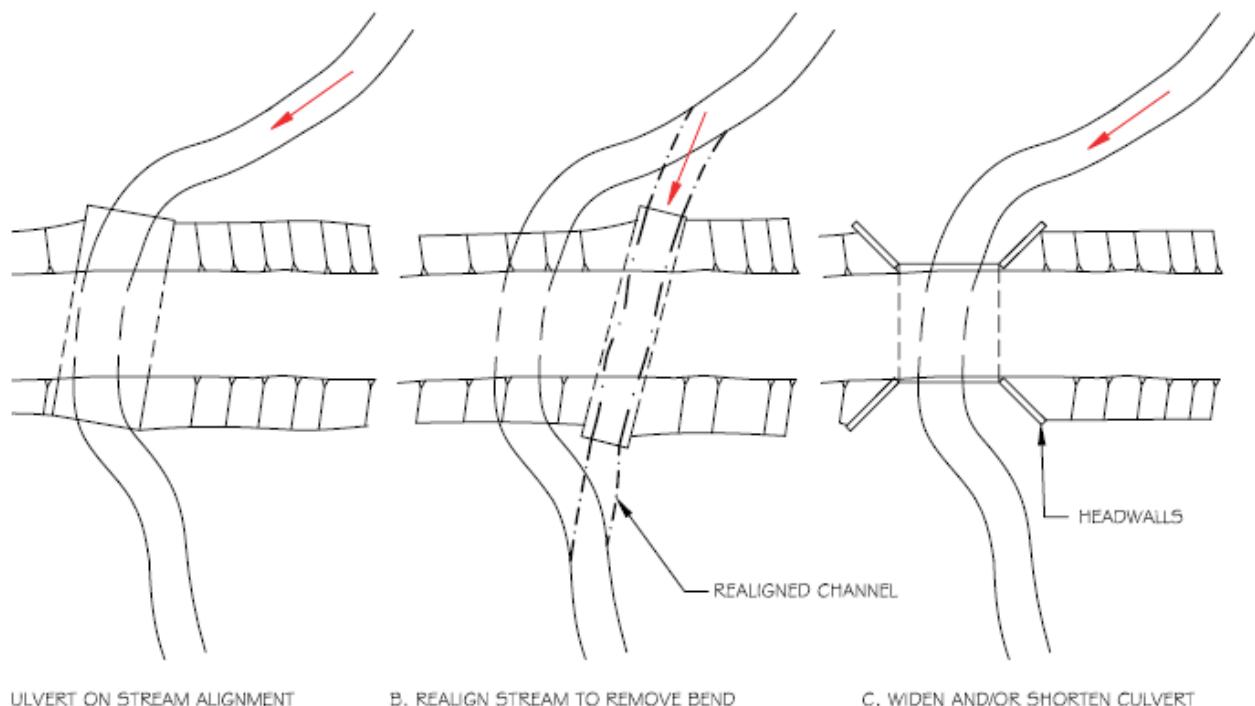 HEADWALLS
REALIGNED CHANNEL
ULVERT ON STREAM ALIGNMENT
B. REALIGN STREAM TO REMOVE BEND
C. WIDEN AND/OR SHORTEN CULVERT